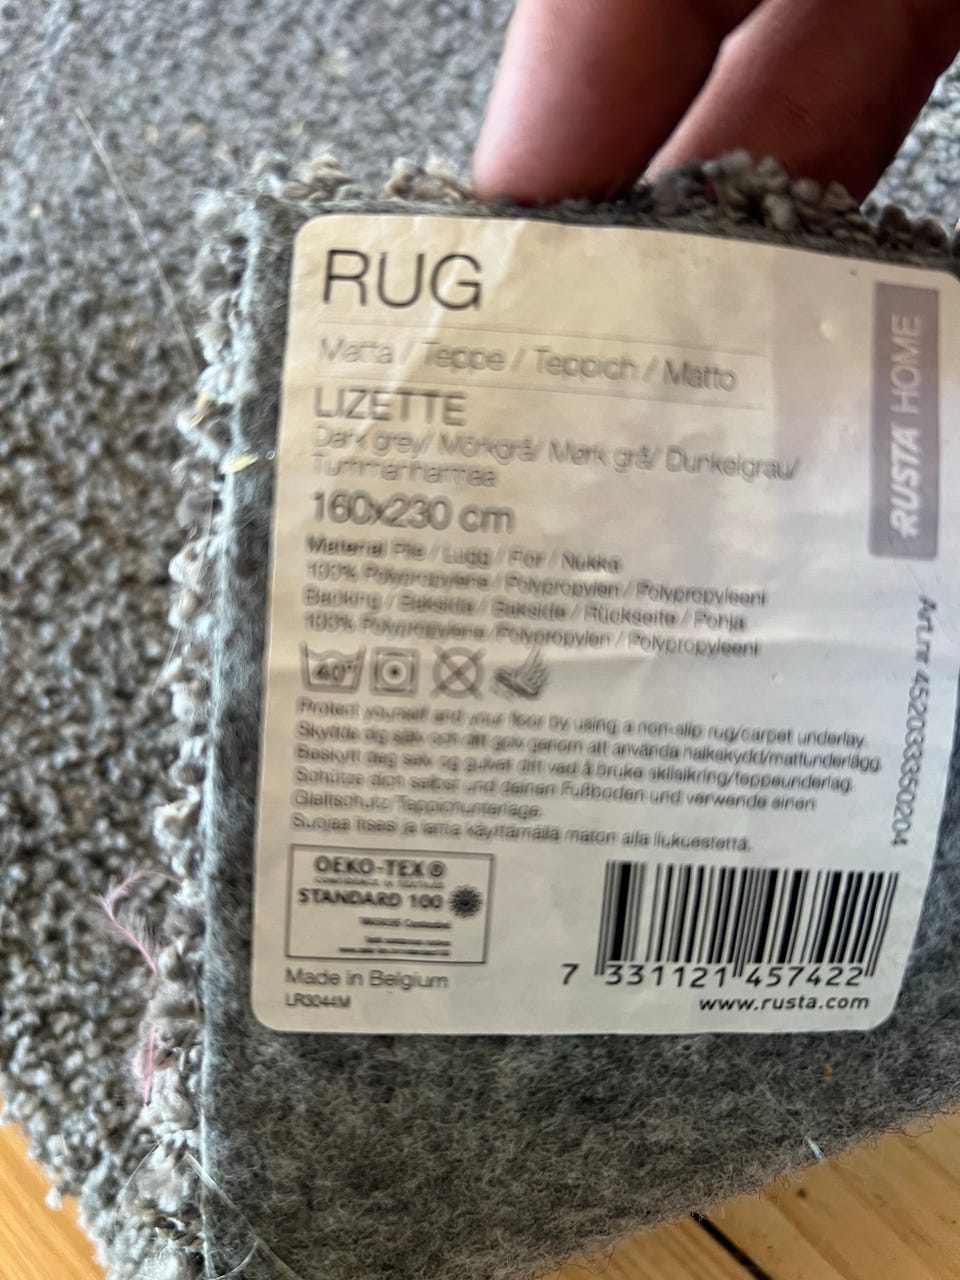 RUG
Matta / Teppe / Teppich / Matto
LIZETTE
Dark grey/ Mörkgrå/ Mørk grå/ Dunkelgrau/
Tummanharmaa
160x230 cm
Material Pile / Lugg / Flor / Nukka
100% Polypropylene / Polypropylen / Polypropyleeni
Backing / Baksida / Bakside / Rückseite / Pohja
100% Polypropylene /Polypropylen / Polypropyleeni
40°
Protect yourself and your floor by using a non-slip rug/carpet underlay.
Skydda dig själv och ditt golv genom att använda halkskydd/mattunderlägg.
Beskytt deg selv og gulvet ditt ved å bruke sklisikring/teppeunderlag.
Schütze dich selbst und deinen Fußboden und verwende einen
Gleitschutz/Teppichunterlage.
Suojaa itsesi ja lattia käyttämällä maton alla liukuestettä.
OEKO-TEX®
STANDARD 100
Made in Belgium
LR3044M
7 331121 457422
www.rusta.com
RUSTA HOME
Art.nr 4520333350204